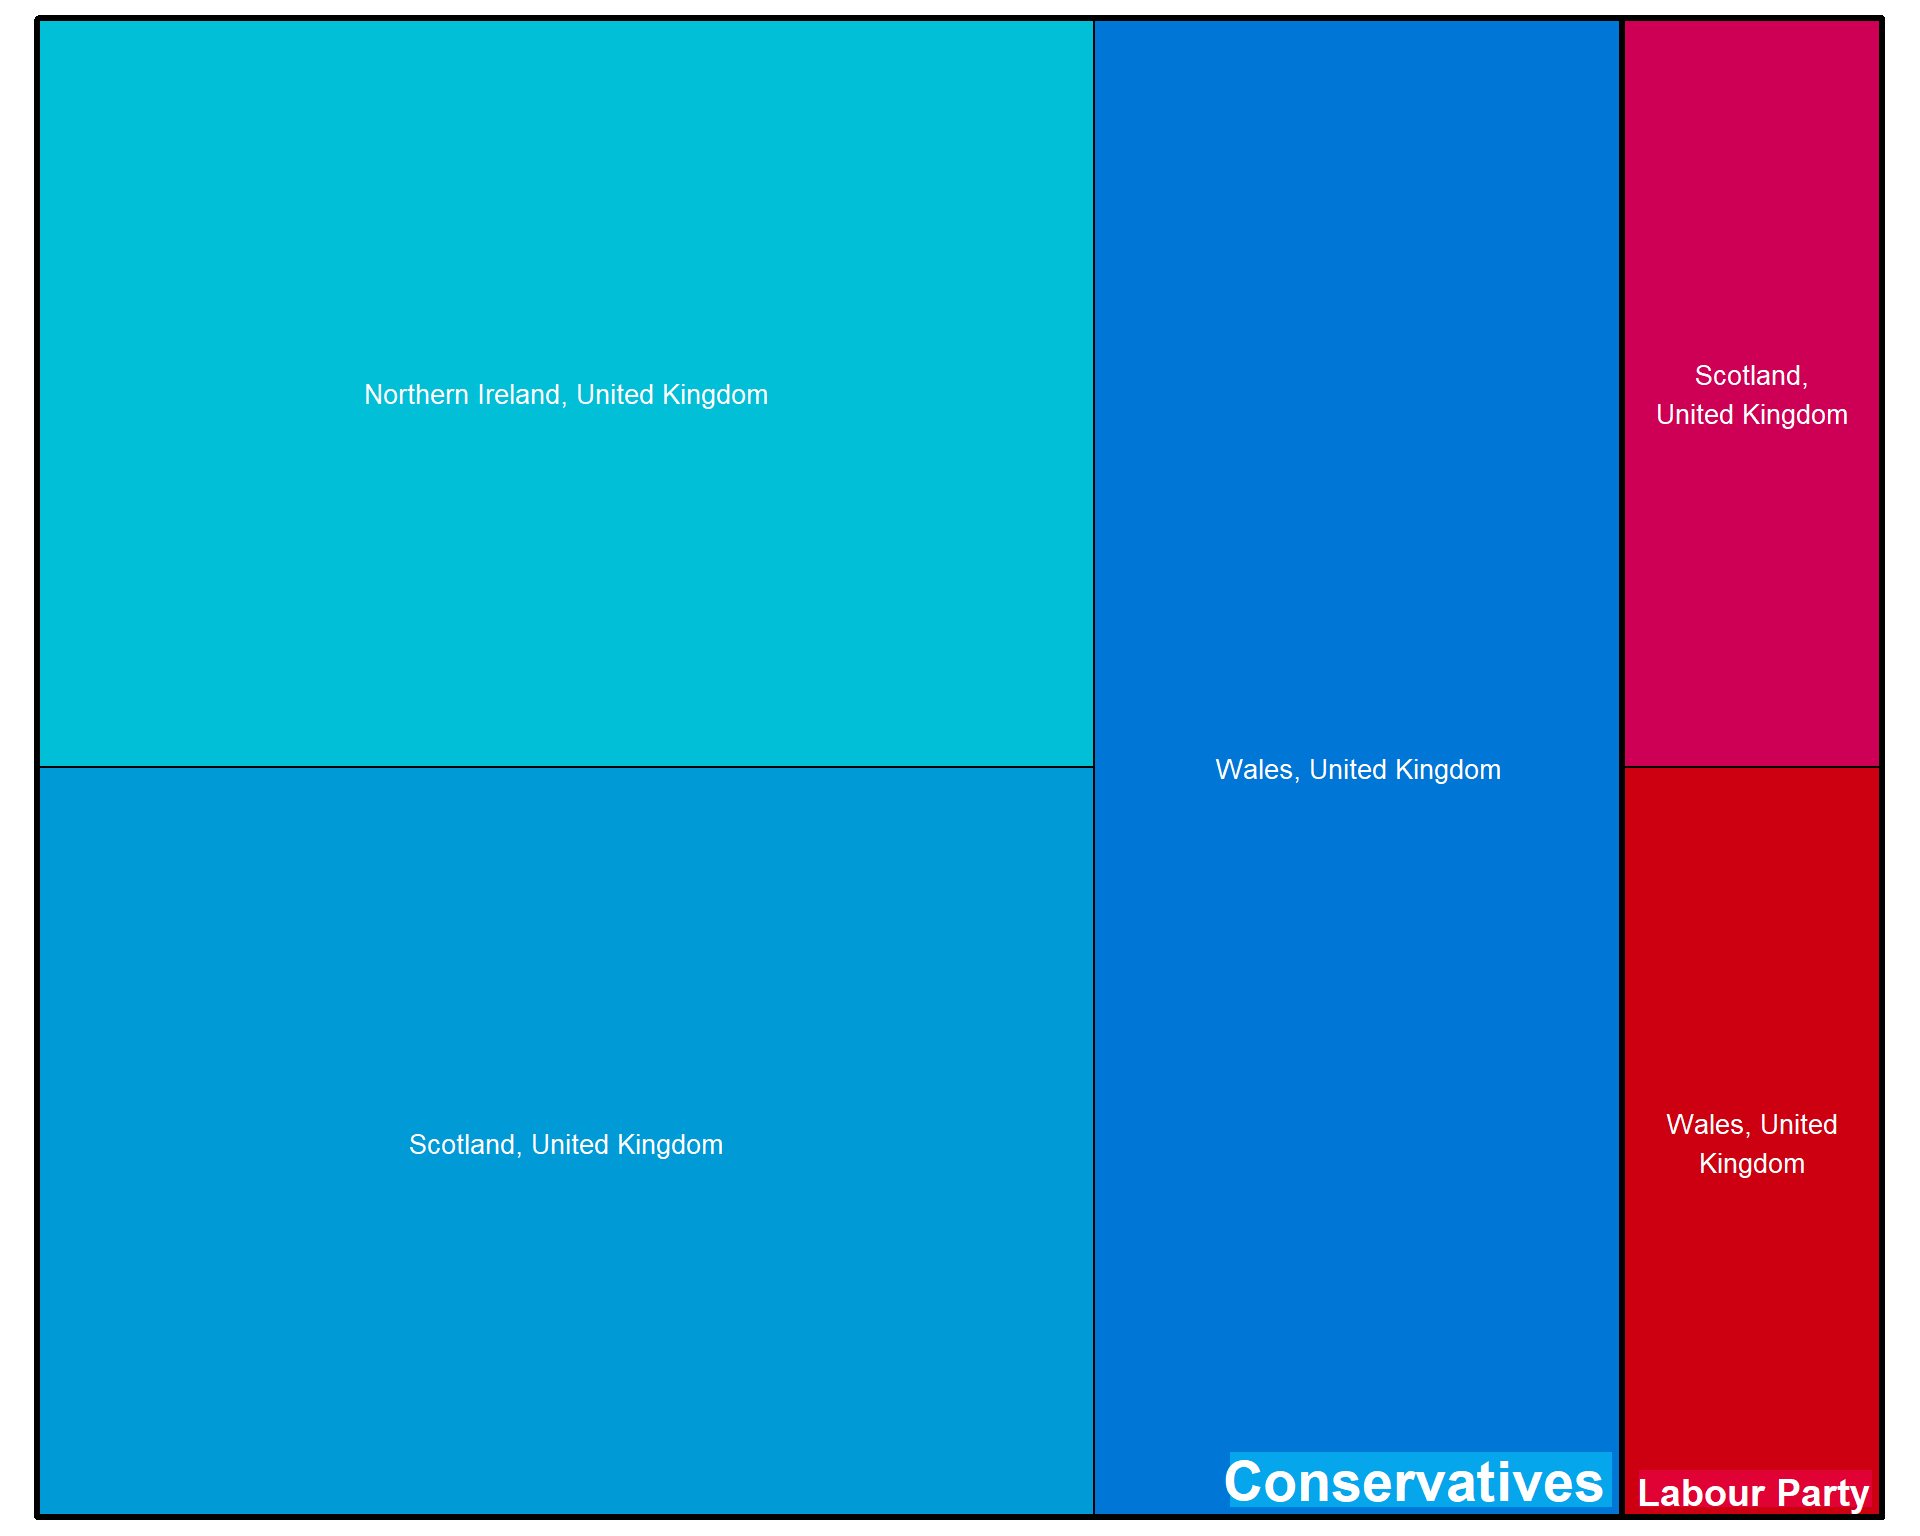 Northern Ireland, United Kingdom
Scotland, United Kingdom
Wales, United Kingdom
Conservatives
Scotland,
United Kingdom
Wales, United
Kingdom
Labour Party